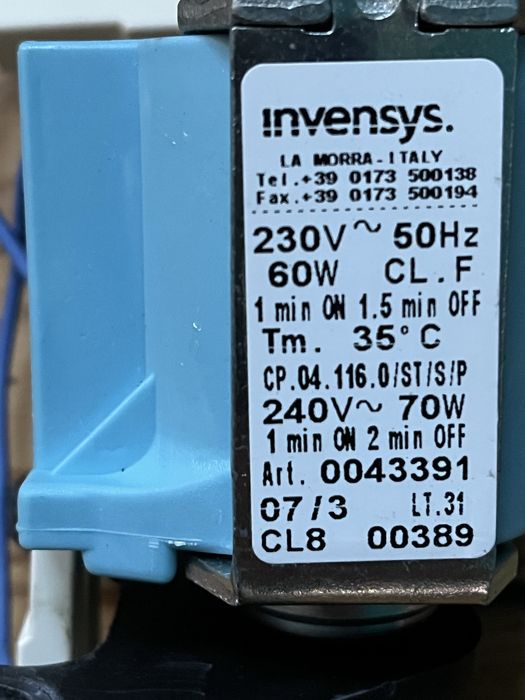 invensys.
LA MORRA - ITALY
Tel.+39 0173 500138
Fax.+39 0173 500194
230V ~ 50Hz
60W CL.F
1 min ON 1.5 min OFF
Tm. 35°C
CP.04.116.0/ST/S/P
240V~ 70W
1 min ON 2 min OFF
Art. 0043391
07/3 LT.31
CL8 00389